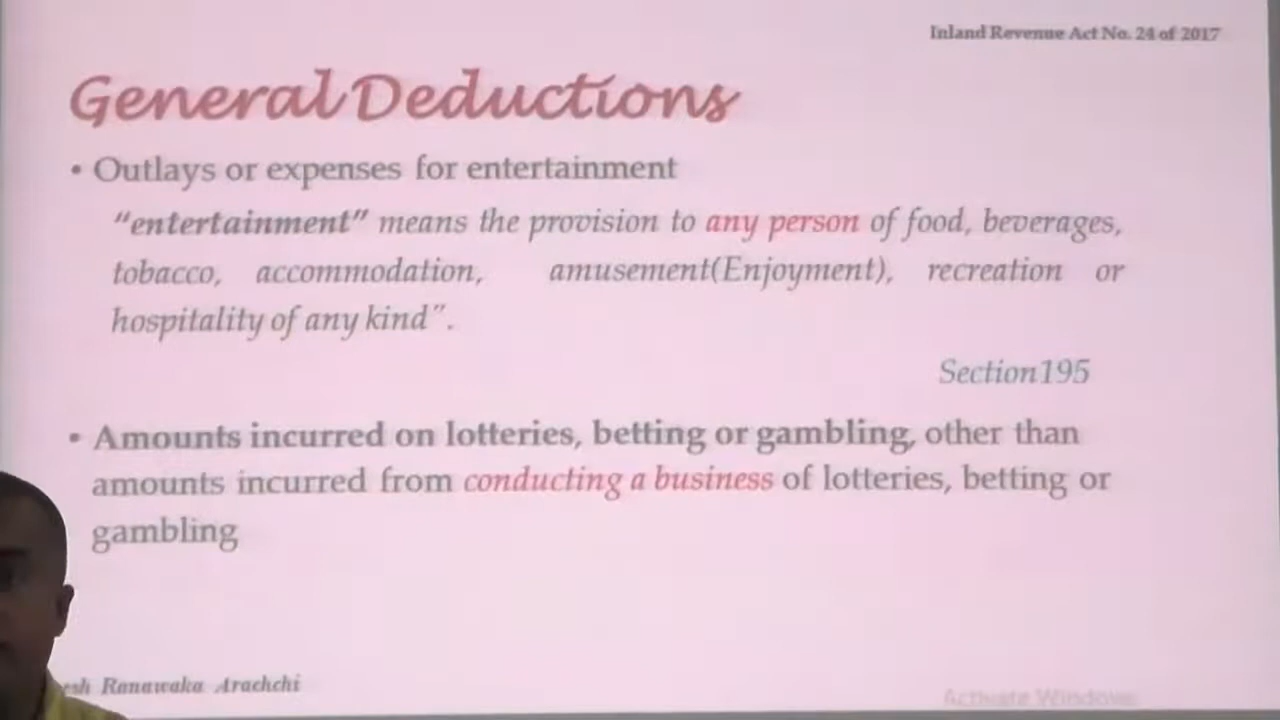 Inland Revenue Act No. 24 of 2017
General Deductions
• Outlays or expenses for entertainment
"entertainment" means the provision to any person of food, beverages,
tobacco, accommodation, amusement(Enjoyment), recreation or
hospitality of any kind".
Section195
• Amounts incurred on lotteries, betting or gambling, other than
amounts incurred from conducting a business of lotteries, betting or
gambling
esh Ranawaka Arachchi
Activate Windows